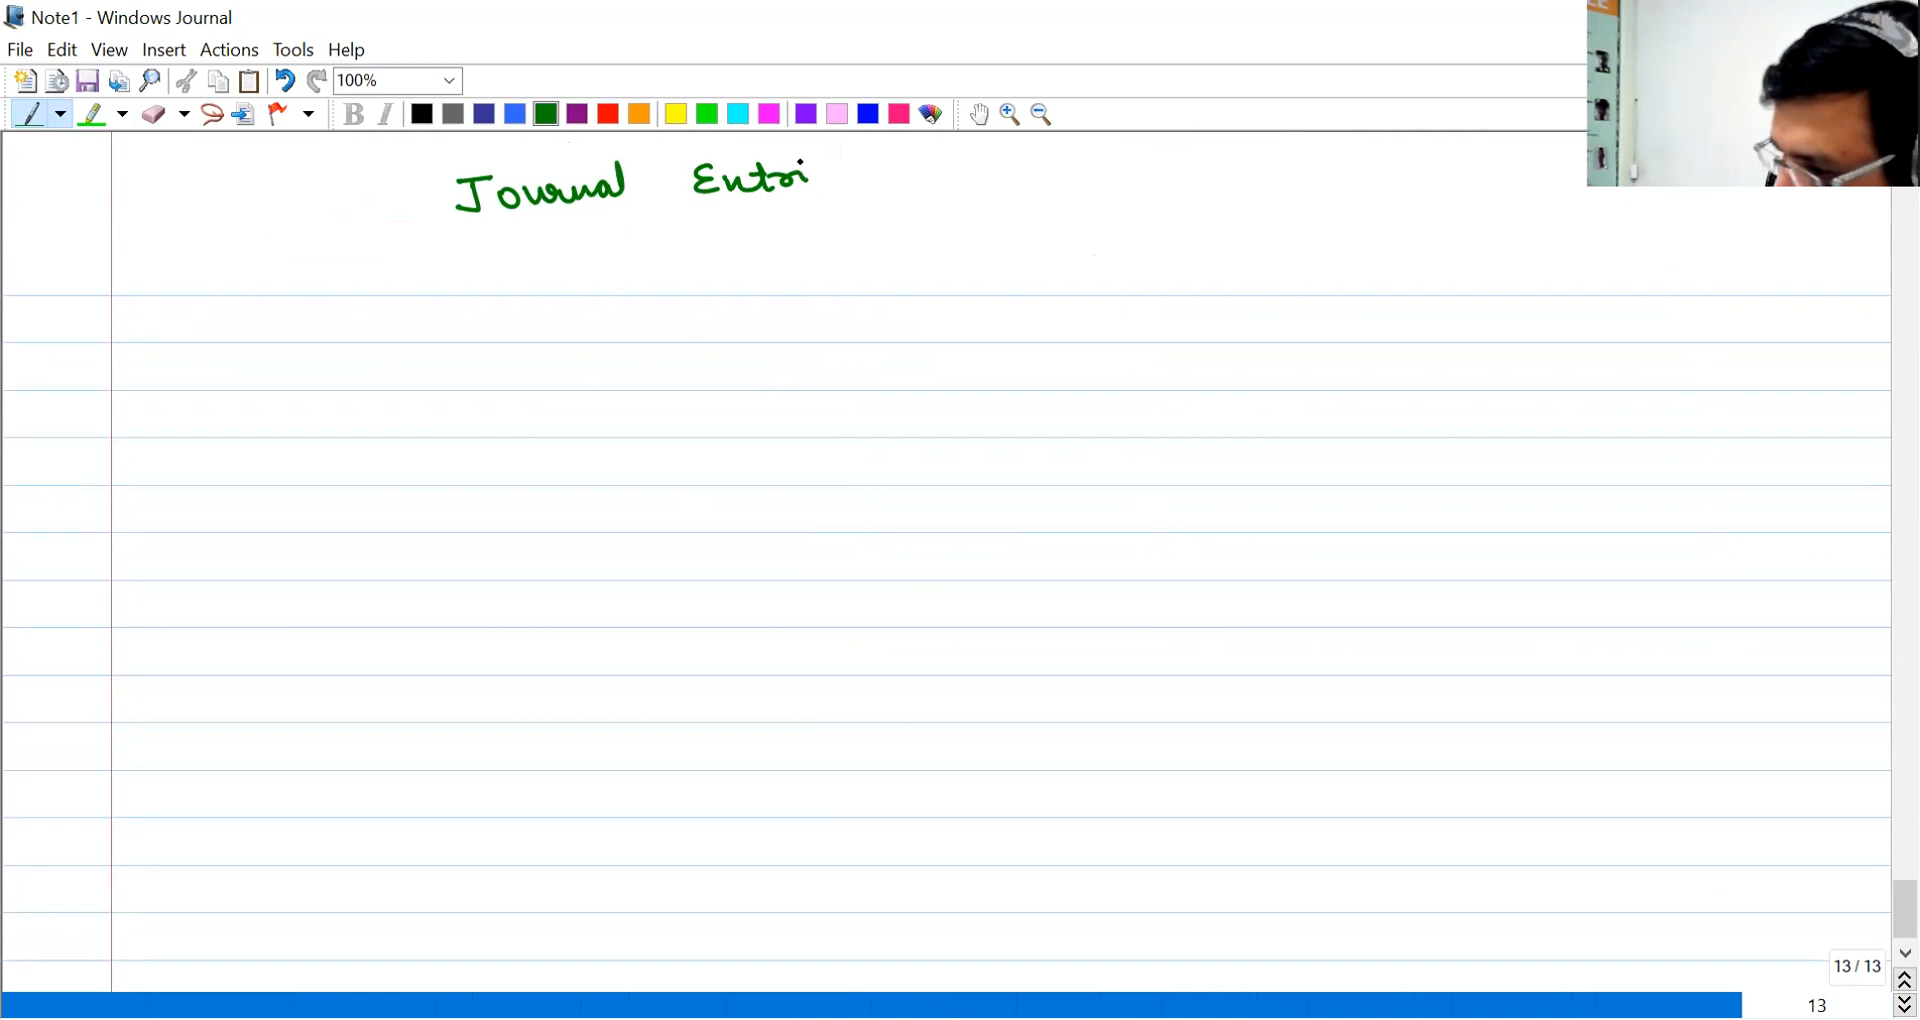 Note1 - Windows Journal
File Edit View Insert Actions Tools Help
100%
B I
Journal Entri
13 / 13
13